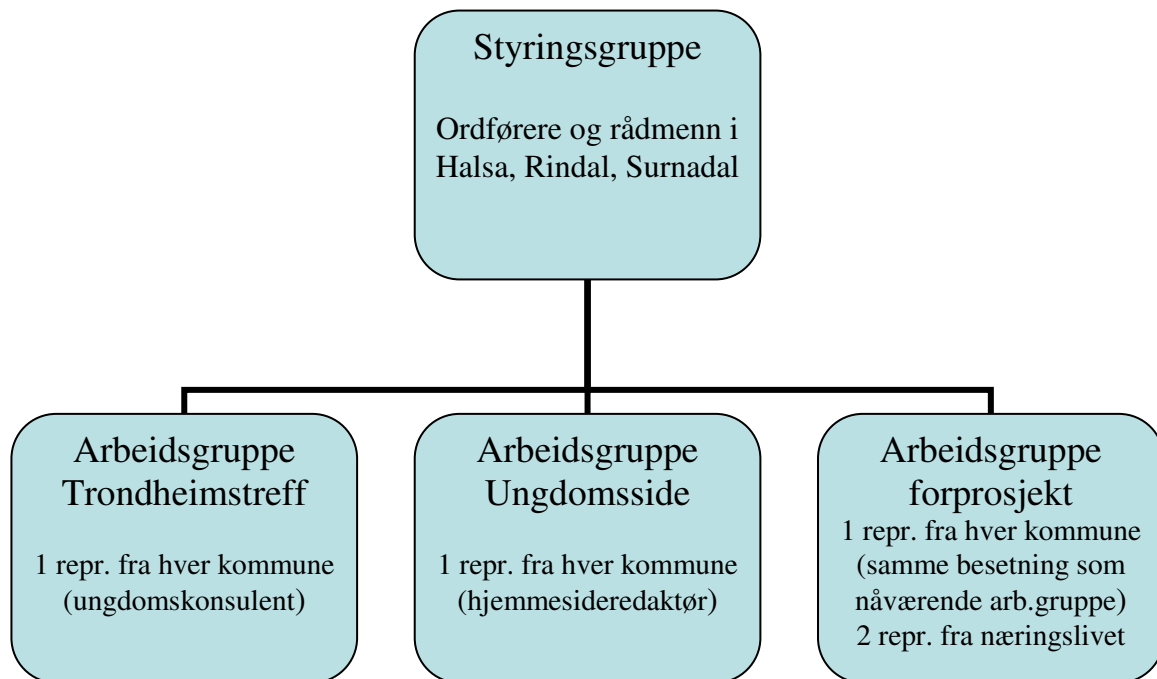 Styringsgruppe
Ordførere og rådmenn i
Halsa, Rindal, Surnadal
Arbeidsgruppe
Trondheimstreff
1 repr. fra hver kommune
(ungdomskonsulent)
Arbeidsgruppe
Ungdomsside
1 repr. fra hver kommune
(hjemmesideredaktør)
Arbeidsgruppe
forprosjekt
1 repr. fra hver kommune
(samme besetning som
nåværende arb.gruppe)
2 repr. fra næringslivet